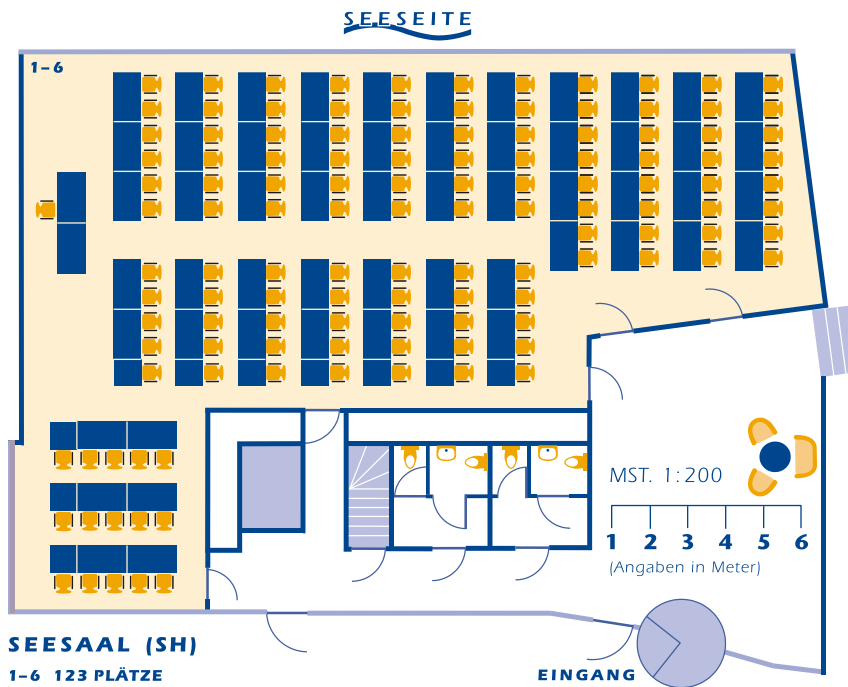 SEESEITE
1–6
MST. 1:200
1 2 3 4 5 6
(Angaben in Meter)
SEESAAL (SH)
1–6 123 PLÄTZE
EINGANG